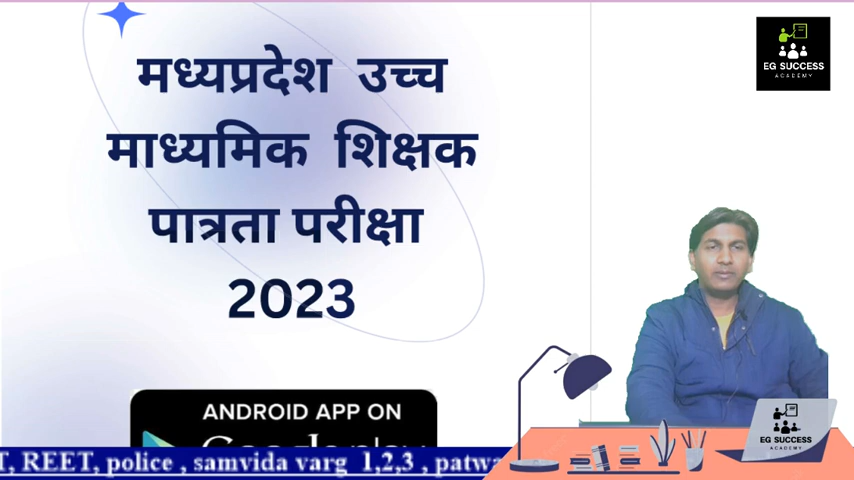 मध्यप्रदेश उच्च
माध्यमिक शिक्षक
पात्रता परीक्षा
2023
EG SUCCESS
ACADEMY
ANDROID APP ON
REET, police , samvida varg 1,2,3 ,
EG SUCCESS
ACADEMY